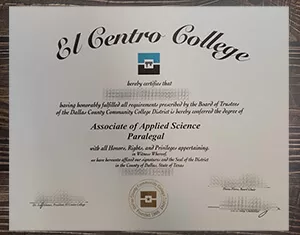 El Centro College
hereby certifies that
having honorably fulfilled all requirements prescribed by the Board of Trustees
of the Dallas County Community College District is hereby conferred the degree of
Associate of Applied Science
Paralegal
with all Honors, Rights, and Privileges appertaining.
In Witness Whereof,
we have hereunto affixed our signatures and the Seal of the District
in the County of Dallas, State of Texas